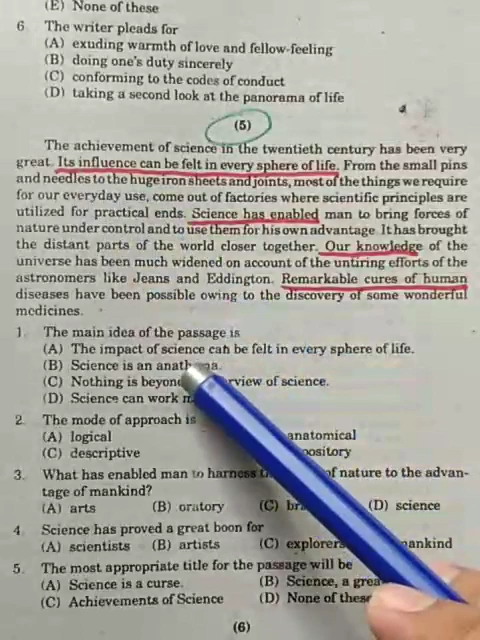 (E) None of these
6. The writer pleads for
(A) exuding warmth of love and fellow-feeling
(B) doing one's duty sincerely
(C) conforming to the codes of conduct
(D) taking a second look at the panorama of life
(5)
The achievement of science in the twentieth century has been very
great. Its influence can be felt in every sphere of life. From the small pins
and needles to the huge iron sheets and joints, most of the things we require
for our everyday use, come out of factories where scientific principles are
utilized for practical ends. Science has enabled man to bring forces of
nature under control and to use them for his own advantage. It has brought
the distant parts of the world closer together. Our knowledge of the
universe has been much widened on account of the untiring efforts of the
astronomers like Jeans and Eddington. Remarkable cures of human
diseases have been possible owing to the discovery of some wonderful
medicines.
1. The main idea of the passage is
(A) The impact of science can be felt in every sphere of life.
(B) Science is an
(C) Nothing is of science.
(D) Science can work
2. The mode of approach is
(A) logical anatomical
(C) descriptive
3. What has enabled man to harness of nature to the advan-
tage of mankind?
(A) arts (B) oratory (C) (D) science
4. Science has proved a great boon for
(A) scientists (B) artists (C) explorers
5. The most appropriate title for the passage will be
(A) Science is a curse. (B) Science, a
(C) Achievements of Science (D) None of
(6)